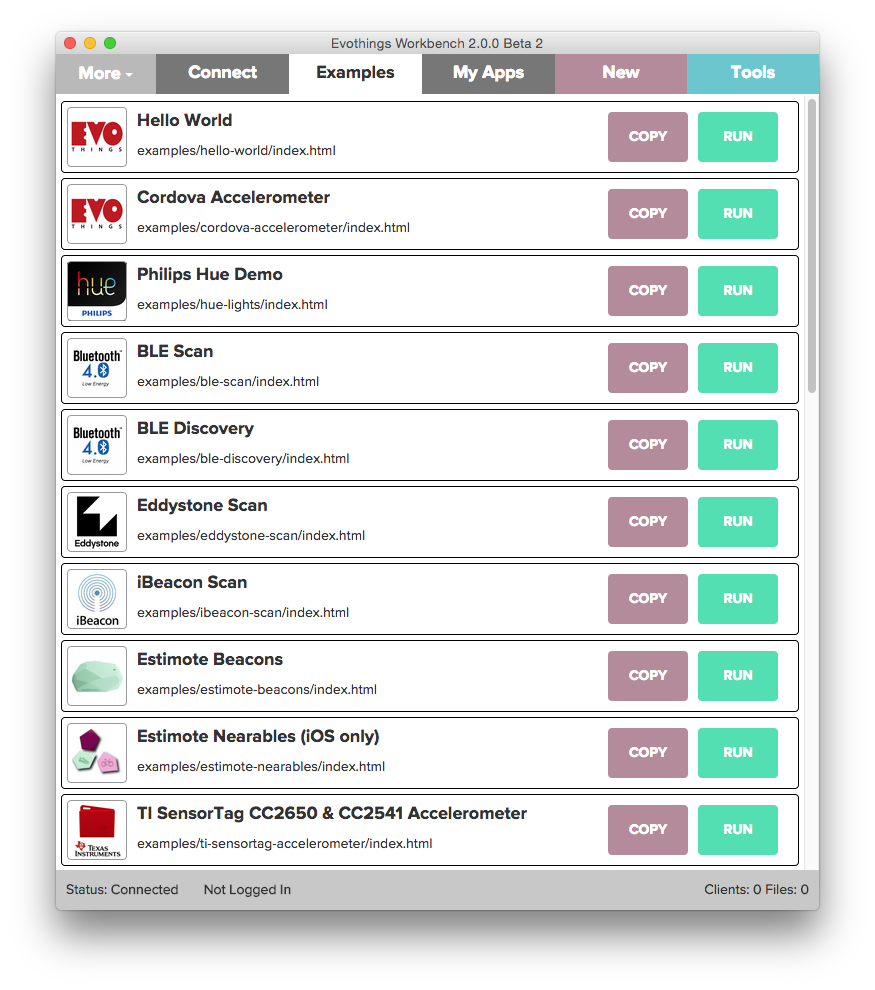 Evothings Workbench 2.0.0 Beta 2
More Connect Examples My Apps New Tools
EVO
THINGS
Hello World
examples/hello-world/index.html
COPY RUN
EVO
THINGS
Cordova Accelerometer
examples/cordova-accelerometer/index.html
COPY RUN
hue
PHILIPS
Philips Hue Demo
examples/hue-lights/index.html
COPY RUN
Bluetooth
4.0
Low Energy
BLE Scan
examples/ble-scan/index.html
COPY RUN
Bluetooth
4.0
Low Energy
BLE Discovery
examples/ble-discovery/index.html
COPY RUN
Eddystone
Eddystone Scan
examples/eddystone-scan/index.html
COPY RUN
iBeacon
iBeacon Scan
examples/ibeacon-scan/index.html
COPY RUN
Estimote Beacons
examples/estimote-beacons/index.html
COPY RUN
Estimote Nearables (iOS only)
examples/estimote-nearables/index.html
COPY RUN
TEXAS
INSTRUMENTS
TI SensorTag CC2650 & CC2541 Accelerometer
examples/ti-sensortag-accelerometer/index.html
COPY RUN
Status: Connected Not Logged In Clients: 0 Files: 0